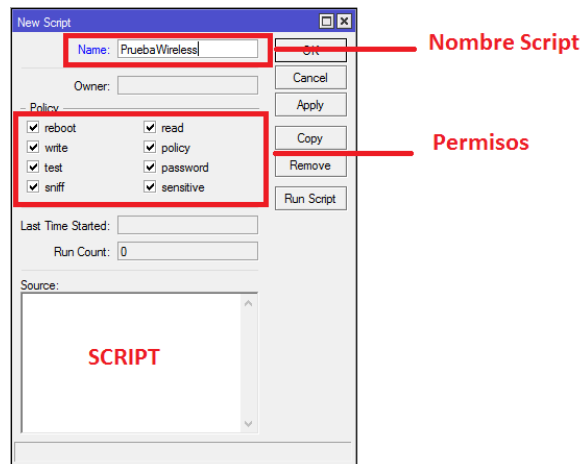 New Script
Name: PruebaWireless
OK
Nombre Script
Owner:
Cancel
Policy
Apply
reboot read
write policy
Copy
Permisos
test password
Remove
sniff sensitive
Run Script
Last Time Started:
Run Count: 0
Source:
SCRIPT